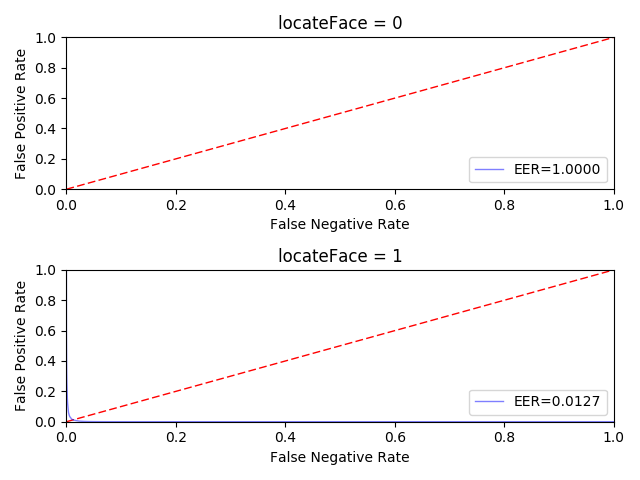 locateFace = 0
1.0
0.8
0.6
0.4
0.2
0.0
False Positive Rate
EER=1.0000
0.0 0.2 0.4 0.6 0.8 1.0
False Negative Rate
locateFace = 1
1.0
0.8
0.6
0.4
0.2
0.0
False Positive Rate
EER=0.0127
0.0 0.2 0.4 0.6 0.8 1.0
False Negative Rate